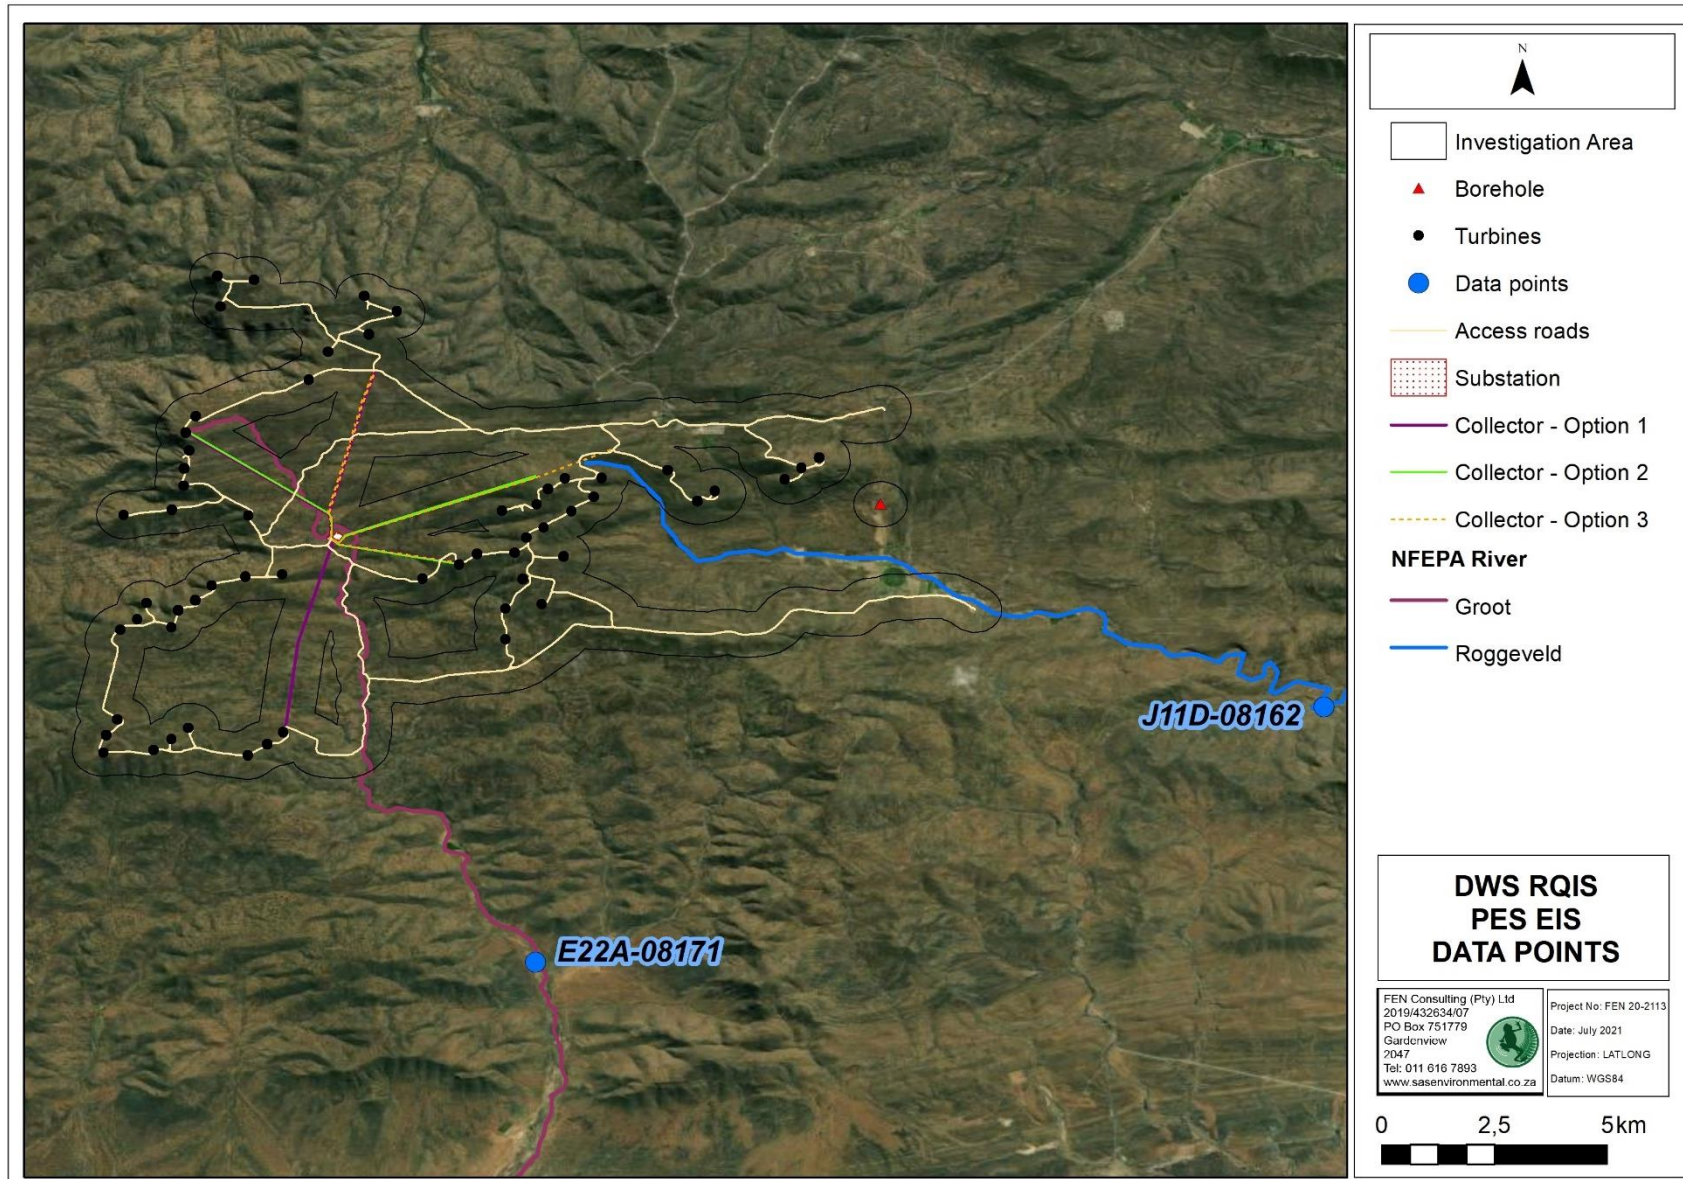 N
Investigation Area
Borehole
Turbines
Data points
Access roads
Substation
Collector - Option 1
Collector - Option 2
Collector - Option 3
NFEPA River
Groot
Roggeveld
J11D-08162
E22A-08171
DWS RQIS
PES EIS
DATA POINTS
FEN Consulting (Pty) Ltd
2019/432634/07
PO Box 751779
Gardenview
2047
Tel: 011 616 7893
www.sasenvironmental.co.za
Project No: FEN 20-2113
Date: July 2021
Projection: LATLONG
Datum: WGS84
0 2,5 5km